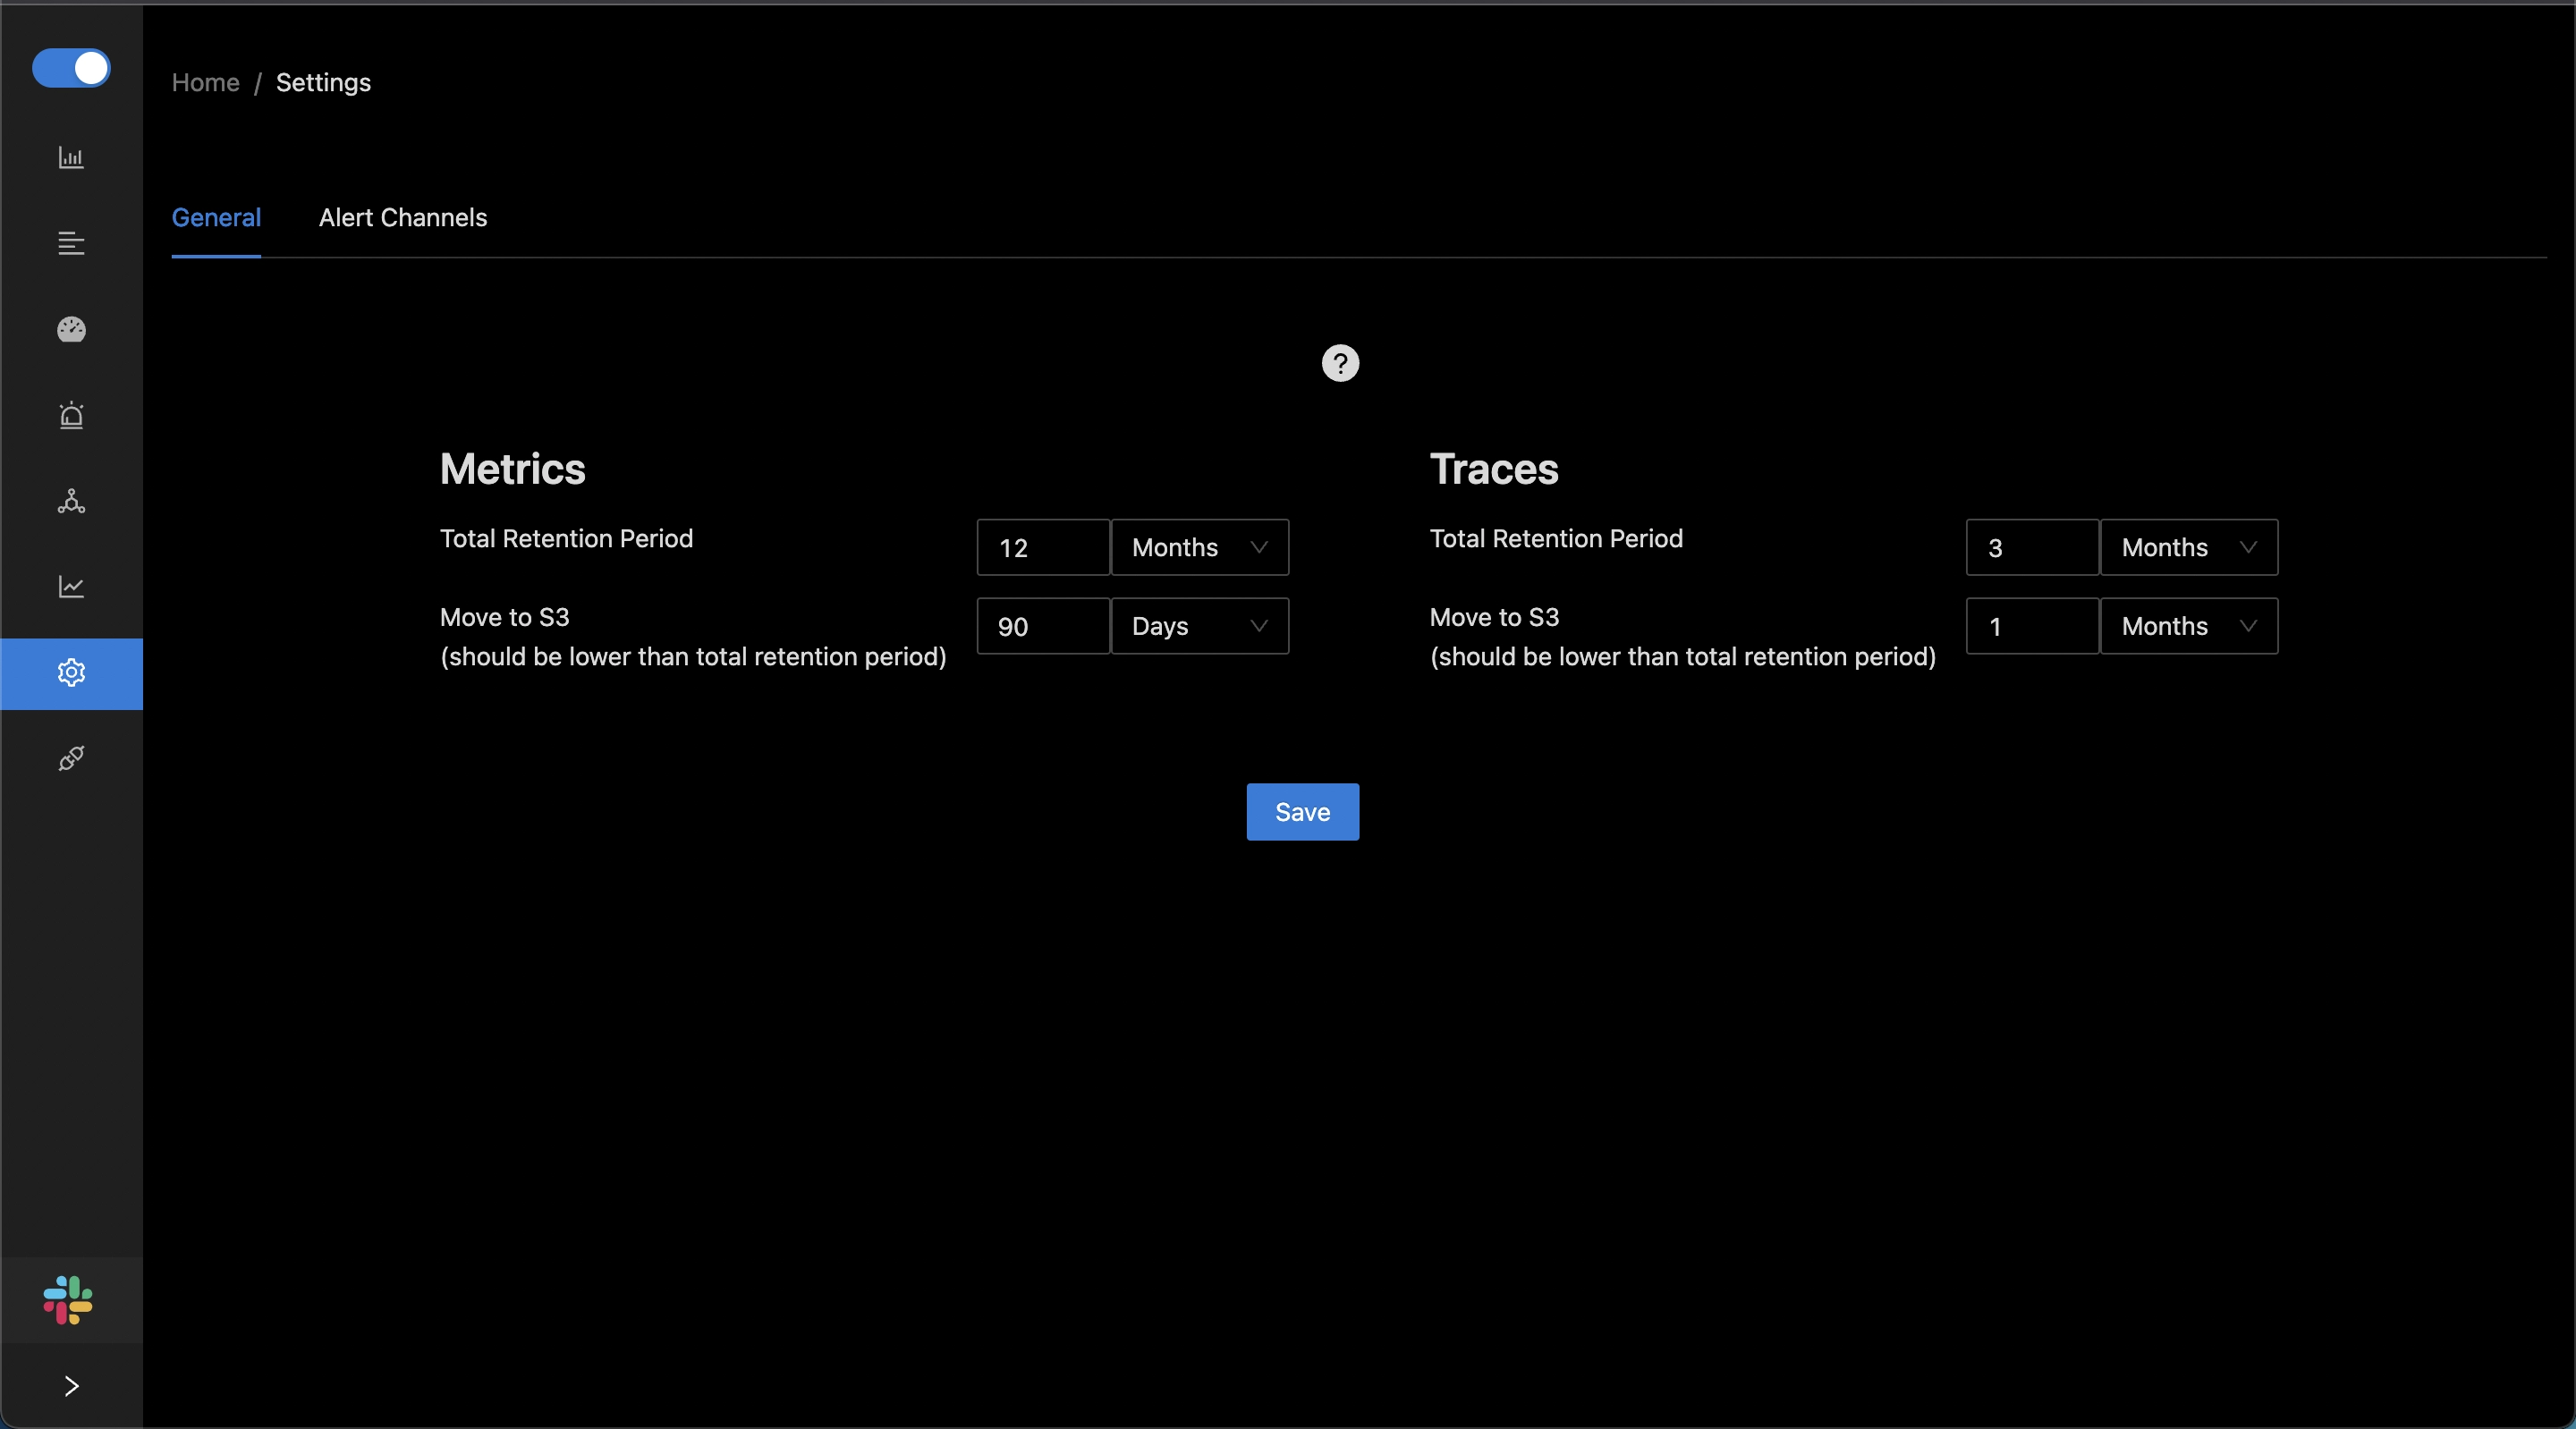 Home / Settings
General
Alert Channels
?
Metrics
Total Retention Period
12
Months
Move to S3
(should be lower than total retention period)
90
Days
Traces
Total Retention Period
3
Months
Move to S3
(should be lower than total retention period)
1
Months
Save